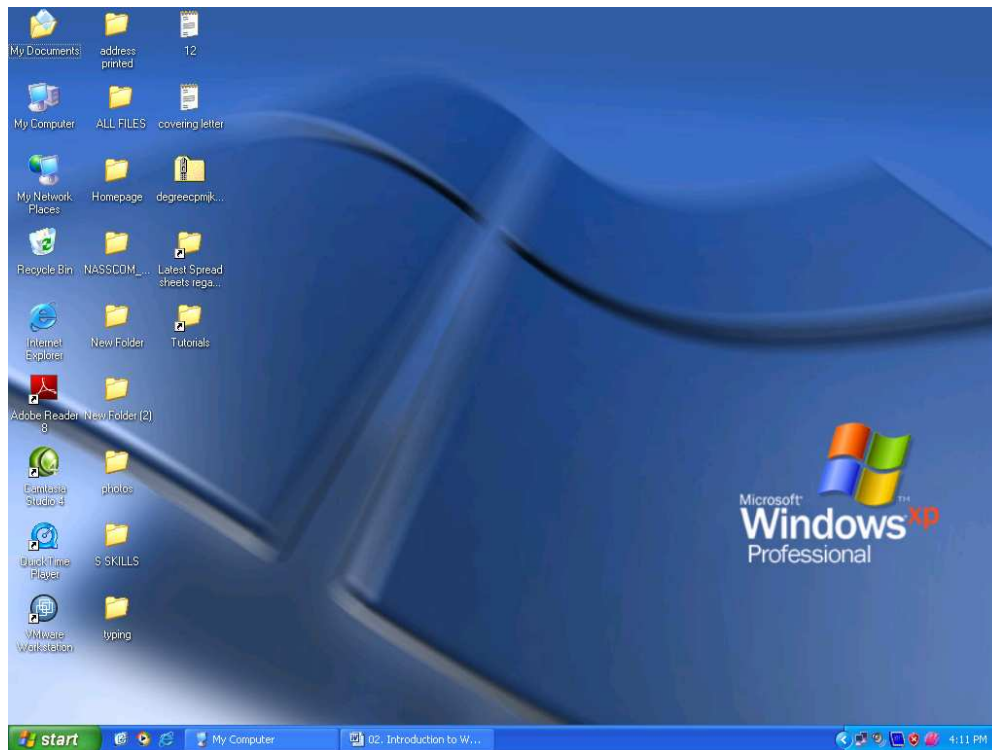 My Documents
address
printed
12
My Computer
ALL FILES
covering letter
My Network
Places
Homepage
degreecpmjk...
Recycle Bin
NASSCOM_...
Latest Spread
sheets rega...
Internet
Explorer
New Folder
Tutorials
Adobe Reader
8
New Folder (2)
Camtasia
Studio 4
photos
QuickTime
Player
S SKILLS
VMware
Workstation
typing
Microsoft
Windows xp
TM
Professional
start
My Computer
02. Introduction to W...
4:11 PM